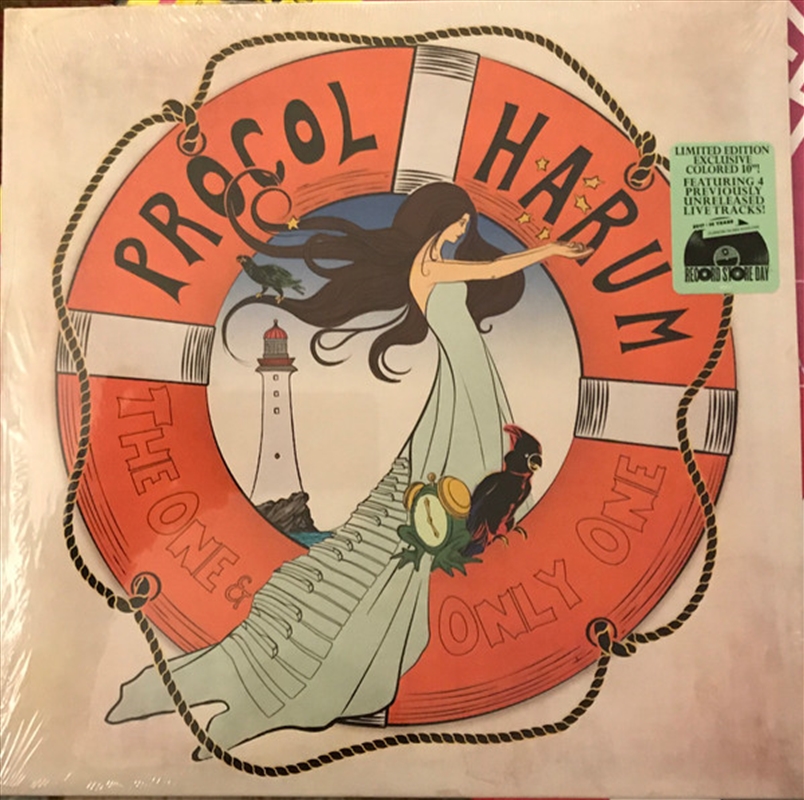 PROCOL HARUM
THE ONE &
ONLY ONE
LIMITED EDITION
EXCLUSIVE
COLORED 10"!
FEATURING 4
PREVIOUSLY
UNRELEASED
LIVE TRACKS!
RECORD STORE DAY